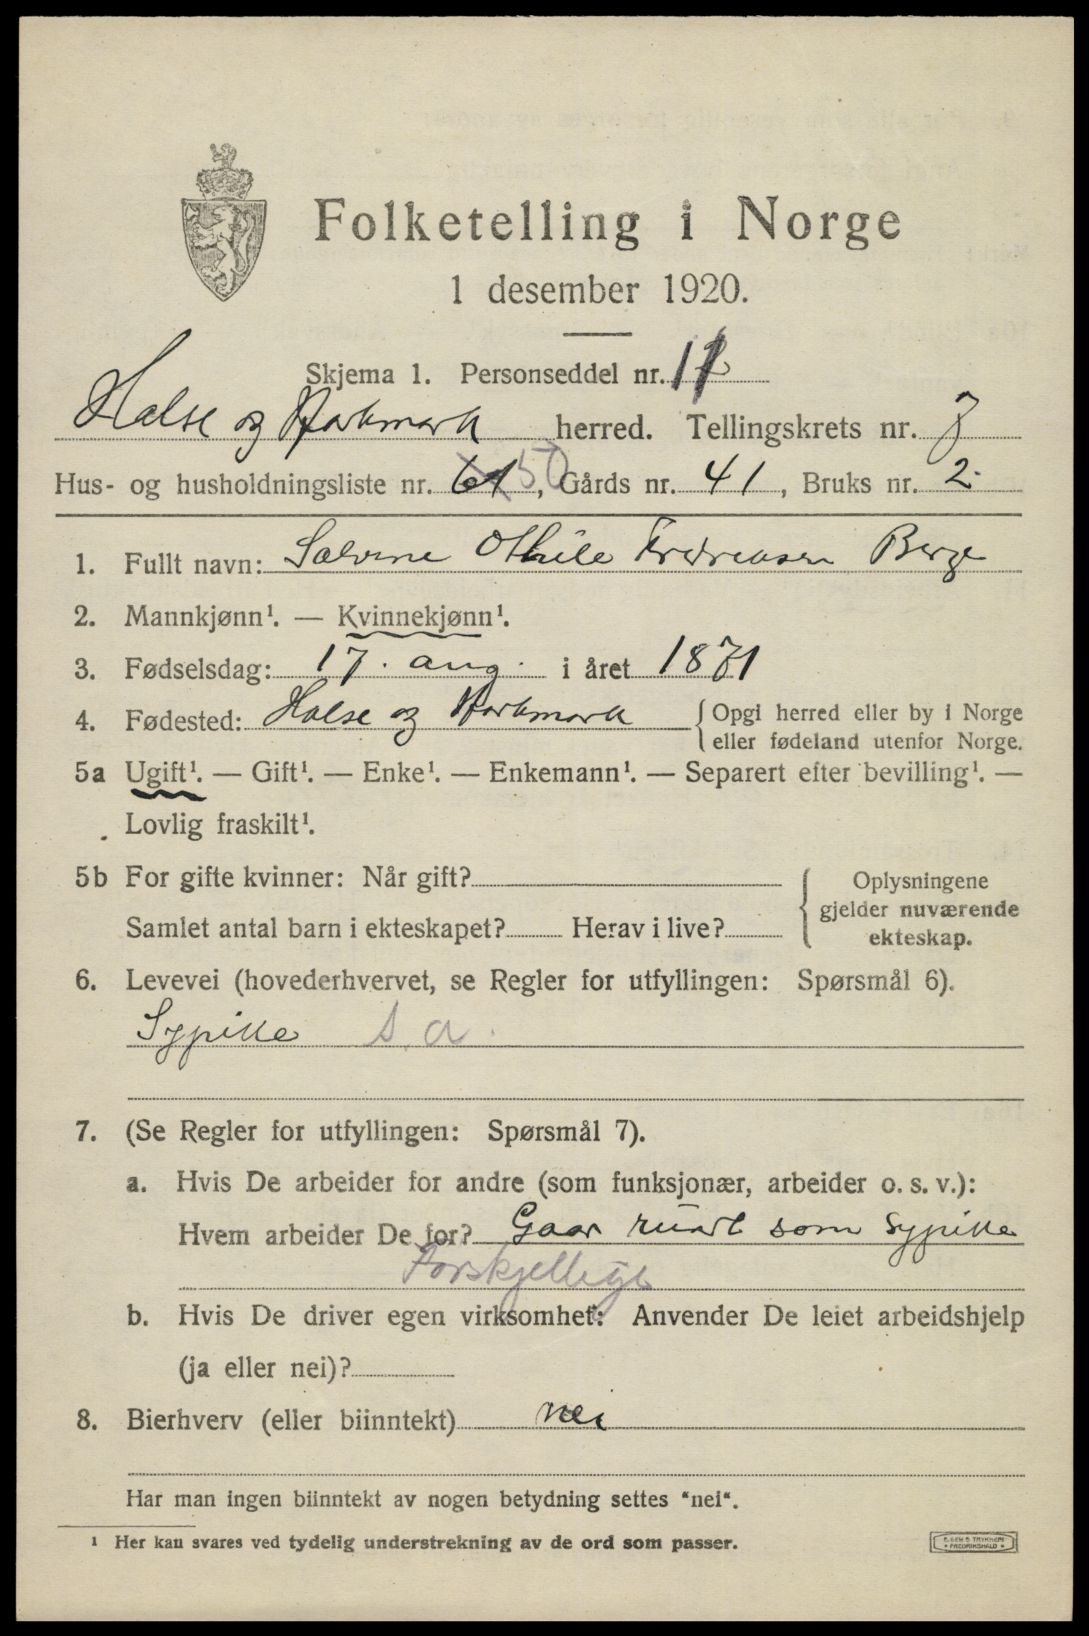 Folketelling i Norge
1 desember 1920.
Skjema 1. Personseddel nr.
Halse og Harkmark herred. Tellingskrets nr. 7
Hus- og husholdningsliste nr. 61 50, Gårds nr. 41, Bruks nr. 2
1. Fullt navn: Salvine Othile Fredriksen Berge
2. Mannkjønn¹. — Kvinnekjønn¹.
3. Fødselsdag: 17. aug. i året 1871
4. Fødested: Halse og Harkmark {Opgi herred eller by i Norge
eller fødeland utenfor Norge.
5a Ugift¹. — Gift¹. — Enke¹. — Enkemann¹. — Separert efter bevilling¹. —
Lovlig fraskilt¹.
5b For gifte kvinner: Når gift?
Samlet antal barn i ekteskapet? Herav i live?
{Oplysningene
gjelder nuværende
ekteskap.
6. Levevei (hovederhvervet, se Regler for utfyllingen: Spørsmål 6).
Sypike s.a.
7. (Se Regler for utfyllingen: Spørsmål 7).
a. Hvis De arbeider for andre (som funksjonær, arbeider o. s. v.):
Hvem arbeider De for? Gaar rundt som Sypike
Forskjellige
b. Hvis De driver egen virksomhet: Anvender De leiet arbeidshjelp
(ja eller nei)?
8. Bierhverv (eller biinntekt) nei
Har man ingen biinntekt av nogen betydning settes "nei".
¹ Her kan svares ved tydelig understrekning av de ord som passer.